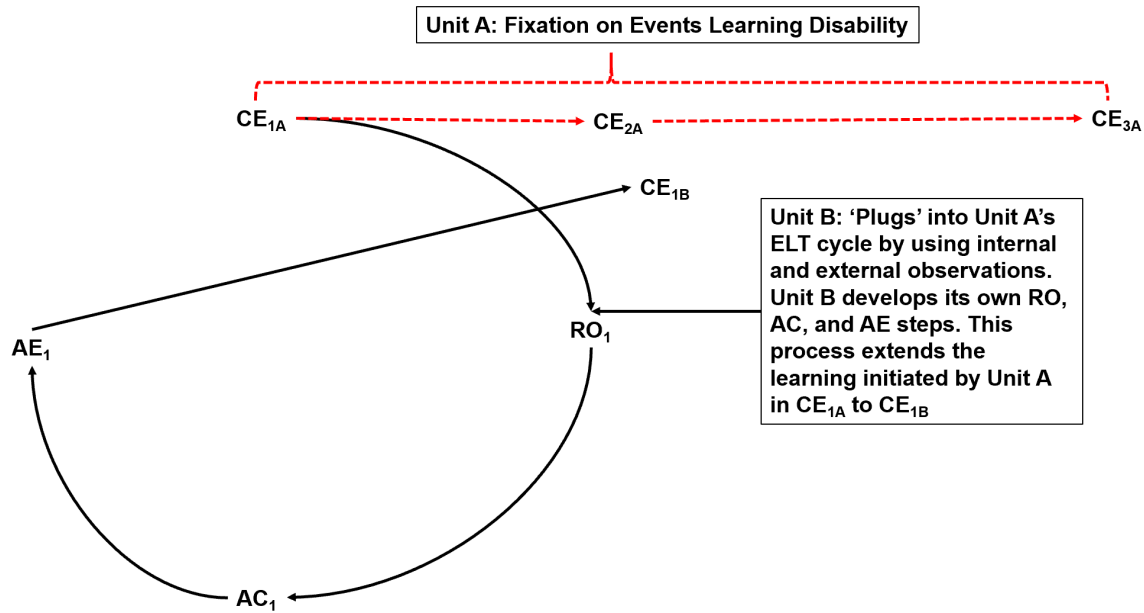 Unit A: Fixation on Events Learning Disability
CE1A
CE2A
CE3A
CE1B
Unit B: ‘Plugs’ into Unit A’s
ELT cycle by using internal
and external observations.
Unit B develops its own RO,
AC, and AE steps. This
process extends the
learning initiated by Unit A
in CE1A to CE1B
RO1
AE1
AC1